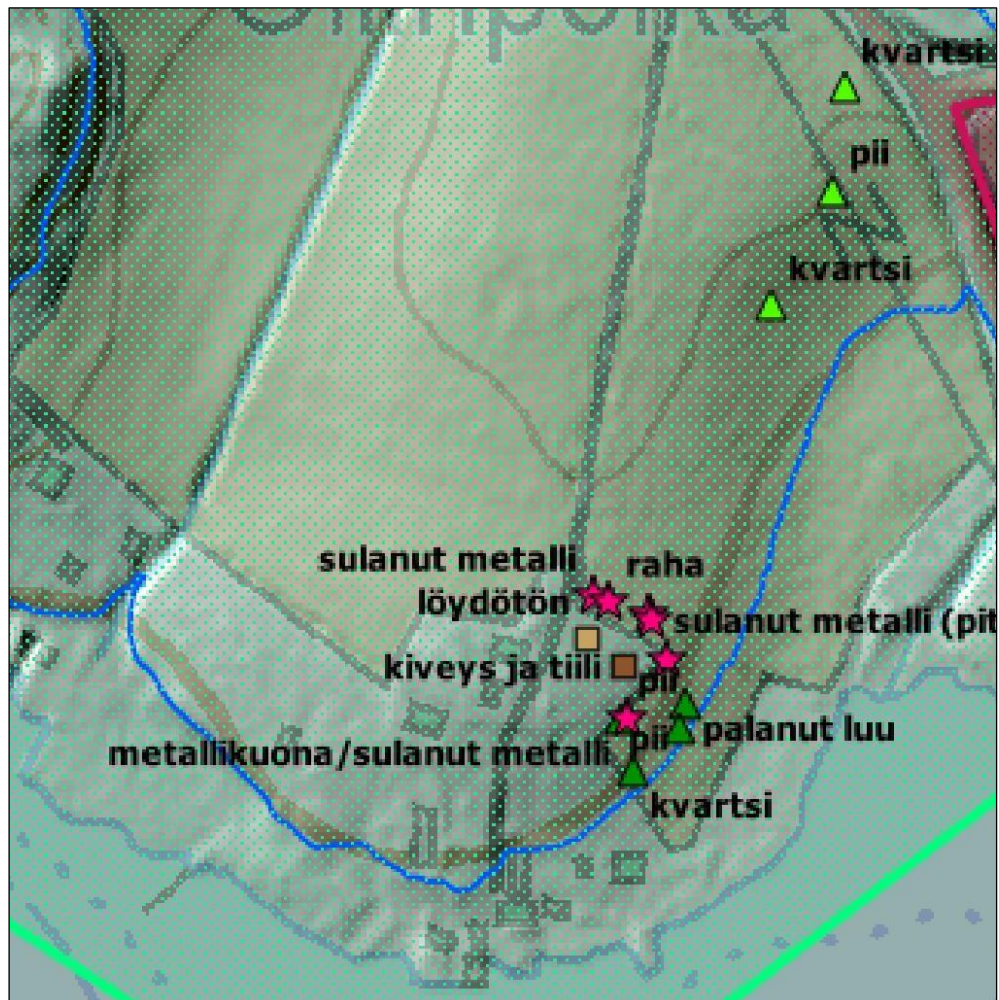 kvartsi
pii
kvartsi
sulanut metalli
raha
löydötön
sulanut metalli (pit
kiveys ja tiili
pii
palanut luu
pii
metallikuona/sulanut metalli
kvartsi